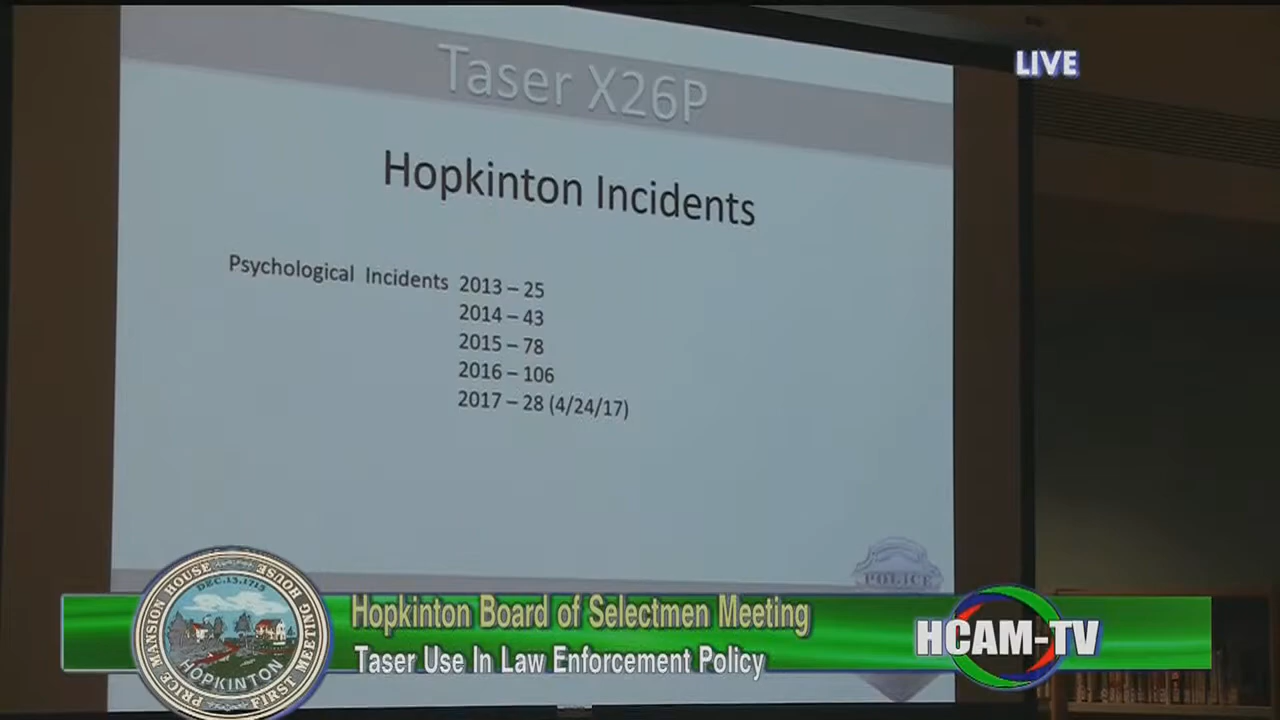 LIVE
Taser X26P
Hopkinton Incidents
Psychological Incidents 2013 – 25
2014 – 43
2015 – 78
2016 – 106
2017 – 28 (4/24/17)
POLICE
Hopkinton Board of Selectmen Meeting
Taser Use In Law Enforcement Policy
HCAM-TV
PRICE MANSION HOUSE
FIRST MEETING HOUSE
DEC.13,1715
HOPKINTON